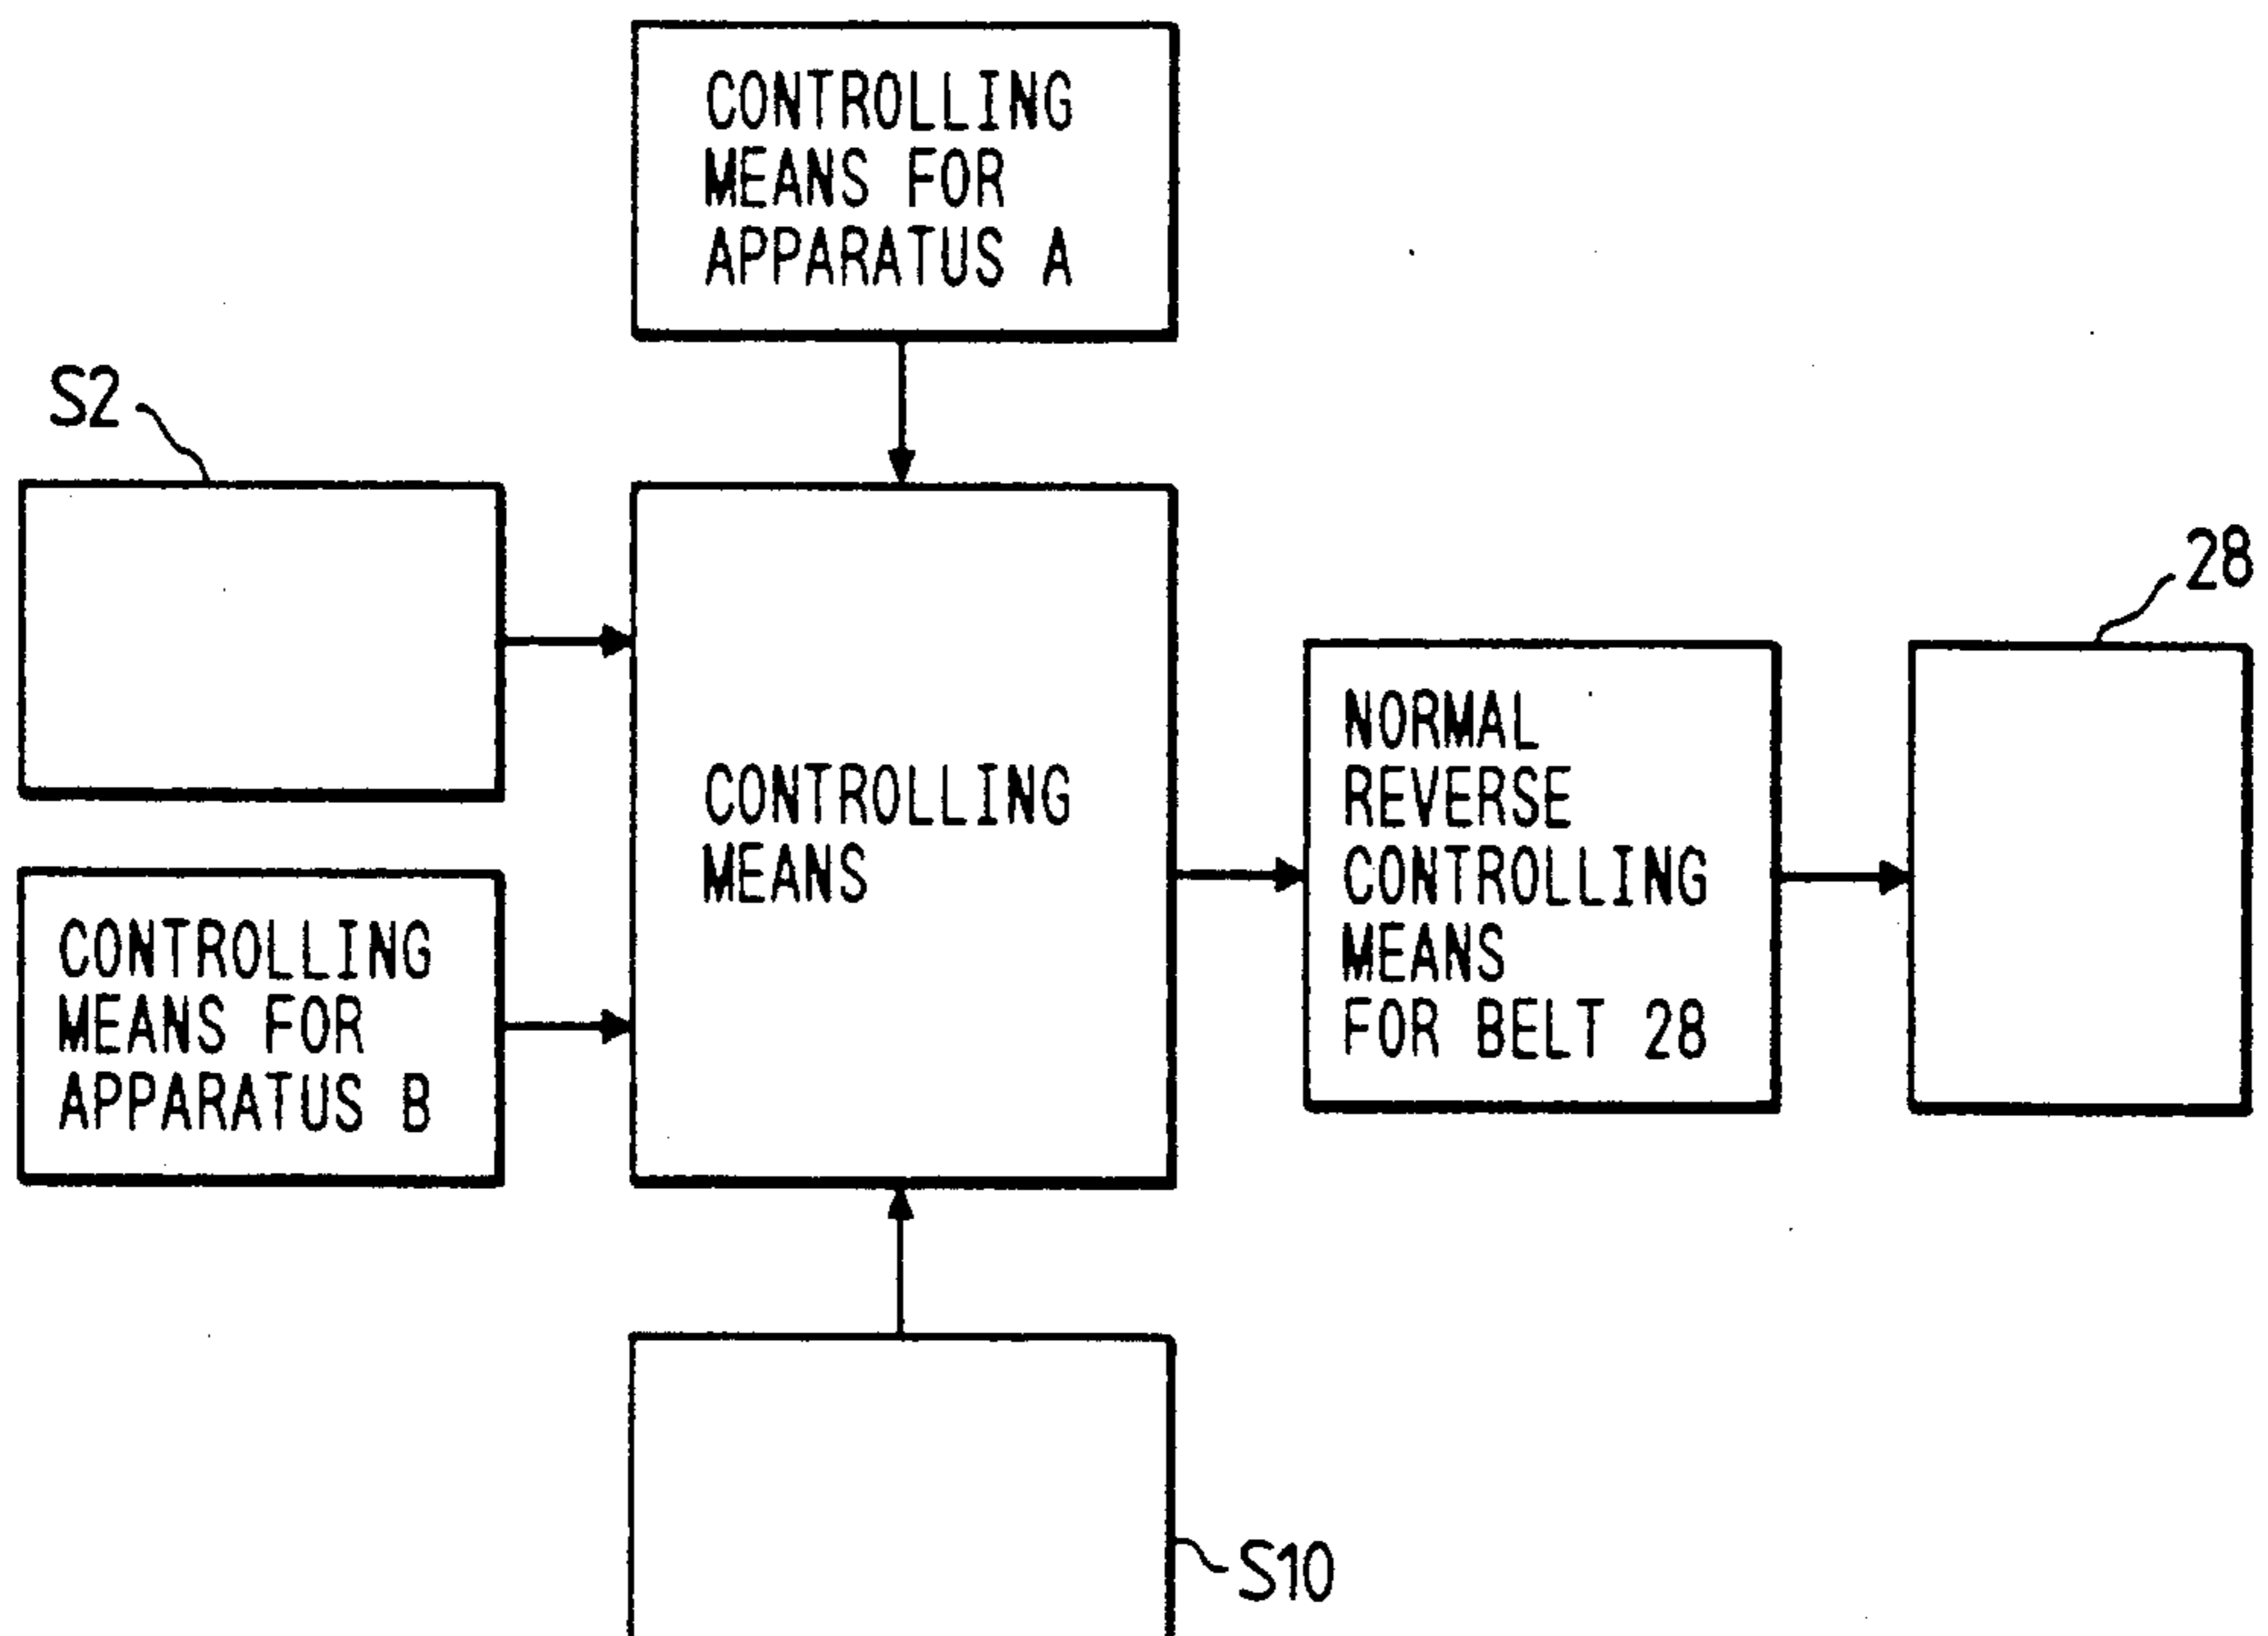 CONTROLLING
MEANS FOR
APPARATUS A
S2
CONTROLLING
MEANS
28
NORMAL
REVERSE
CONTROLLING
MEANS
FOR BELT 28
CONTROLLING
MEANS FOR
APPARATUS B
S10